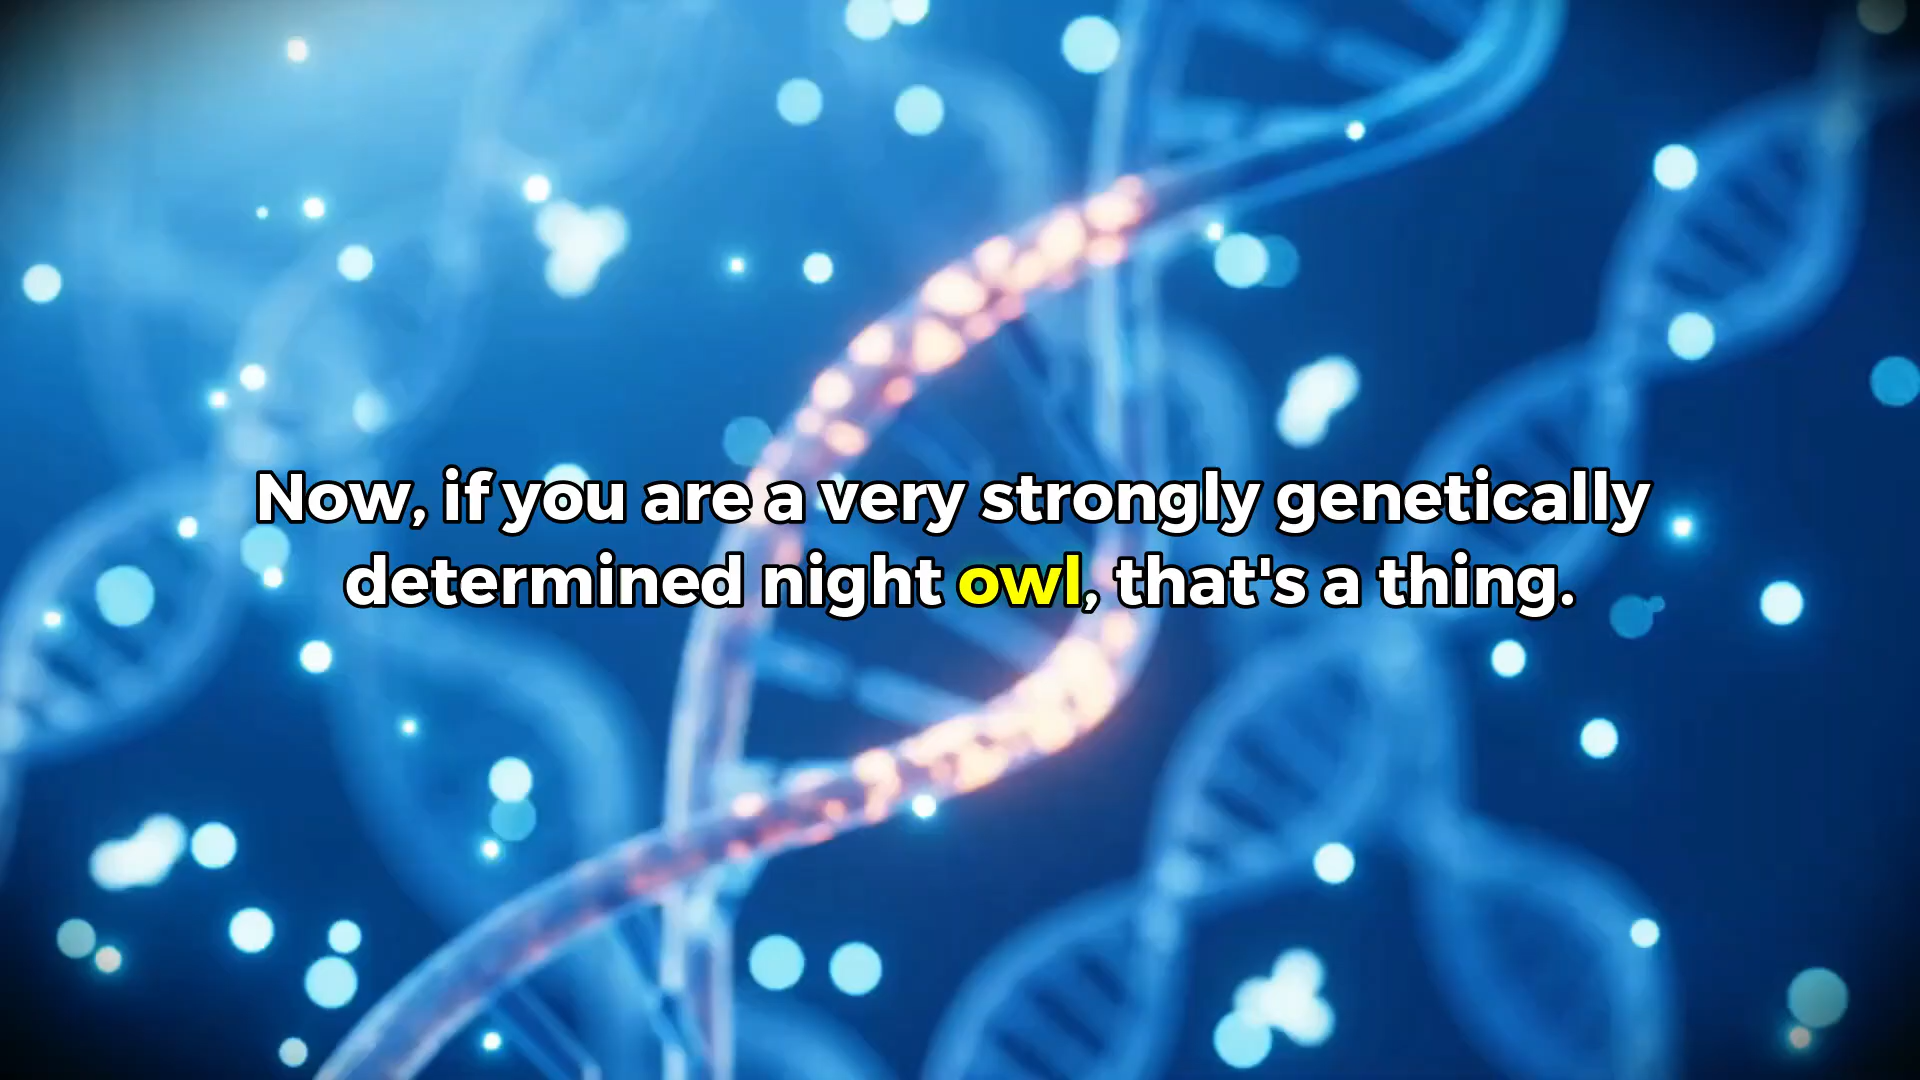 Now, if you are a very strongly genetically
determined night owl, that's a thing.